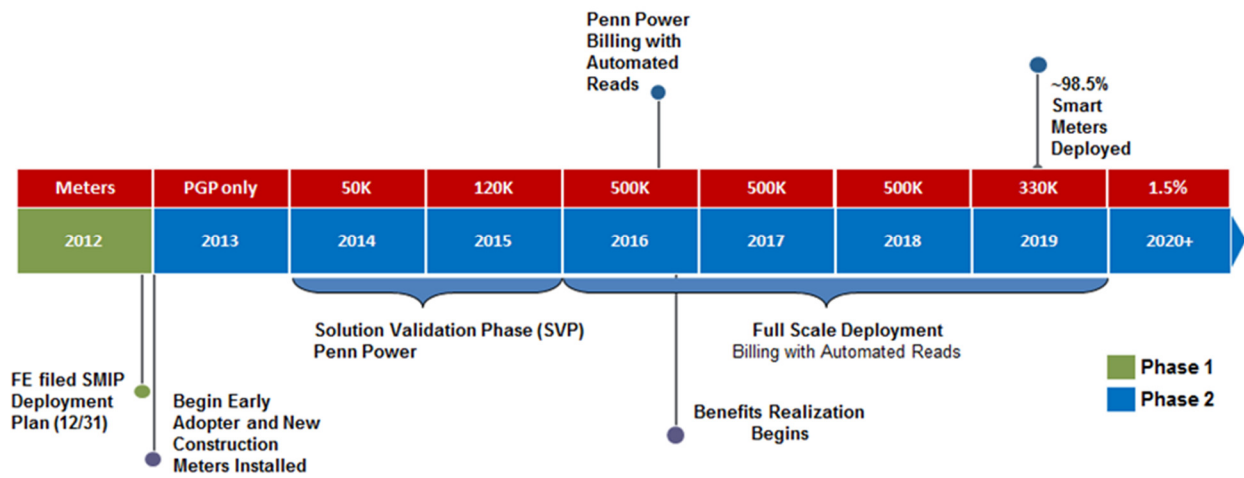 Penn Power
Billing with
Automated
Reads
~98.5%
Smart
Meters
Deployed
Meters PGP only 50K 120K 500K 500K 500K 330K 1.5%
2012 2013 2014 2015 2016 2017 2018 2019 2020+
Solution Validation Phase (SVP)
Penn Power
Full Scale Deployment
Billing with Automated Reads
FE filed SMIP
Deployment
Plan (12/31)
Begin Early
Adopter and New
Construction
Meters Installed
Benefits Realization
Begins
Phase 1
Phase 2